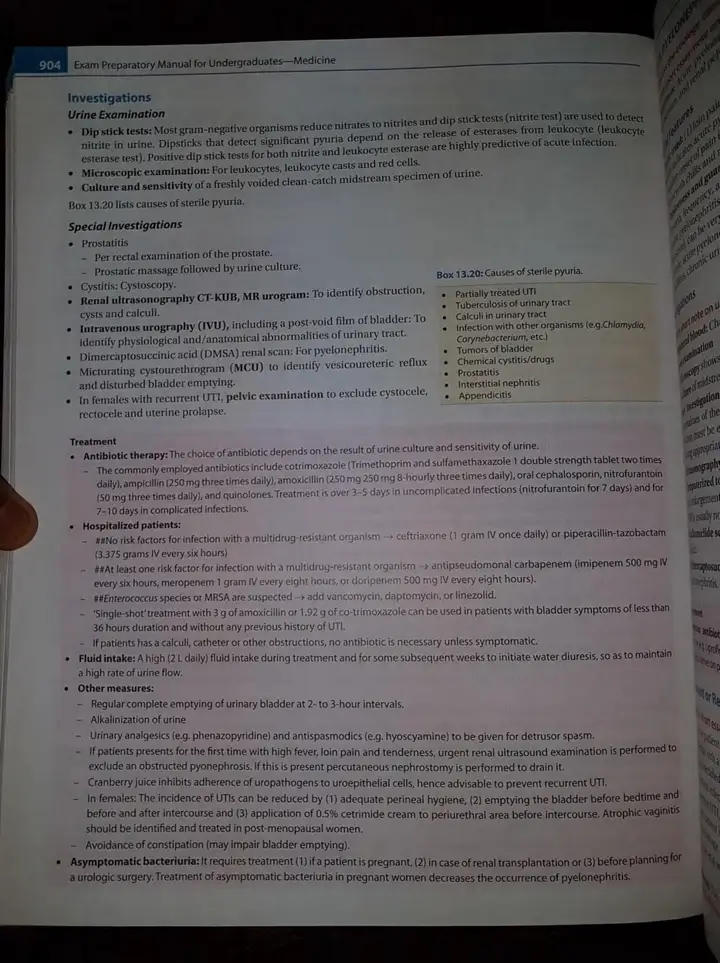 904 Exam Preparatory Manual for Undergraduates—Medicine
Investigations
Urine Examination
• Dip stick tests: Most gram-negative organisms reduce nitrates to nitrites and dip stick tests (nitrite test) are used to detect
nitrite in urine. Dipsticks that detect significant pyuria depend on the release of esterases from leukocyte (leukocyte
esterase test). Positive dip stick tests for both nitrite and leukocyte esterase are highly predictive of acute infection.
• Microscopic examination: For leukocytes, leukocyte casts and red cells.
• Culture and sensitivity of a freshly voided clean-catch midstream specimen of urine.
Box 13.20 lists causes of sterile pyuria.
Special Investigations
• Prostatitis
– Per rectal examination of the prostate.
– Prostatic massage followed by urine culture.
• Cystitis: Cystoscopy.
• Renal ultrasonography CT-KUB, MR urogram: To identify obstruction,
cysts and calculi.
• Intravenous urography (IVU), including a post-void film of bladder: To
identify physiological/anatomical abnormalities of urinary tract.
• Dimercaptosuccinic acid (DMSA) renal scan: For pyelonephritis.
• Micturating cystourethrogram (MCU) to identify vesicoureteric reflux
and disturbed bladder emptying.
• In females with recurrent UTI, pelvic examination to exclude cystocele,
rectocele and uterine prolapse.
Box 13.20: Causes of sterile pyuria.
• Partially treated UTI
• Tuberculosis of urinary tract
• Calculi in urinary tract
• Infection with other organisms (e.g.Chlamydia,
Corynebacterium, etc.)
• Tumors of bladder
• Chemical cystitis/drugs
• Prostatitis
• Interstitial nephritis
• Appendicitis
Treatment
• Antibiotic therapy: The choice of antibiotic depends on the result of urine culture and sensitivity of urine.
– The commonly employed antibiotics include cotrimoxazole (Trimethoprim and sulfamethaxazole 1 double strength tablet two times
daily), ampicillin (250 mg three times daily), amoxicillin (250 mg 250 mg 8-hourly three times daily), oral cephalosporin, nitrofurantoin
(50 mg three times daily), and quinolones. Treatment is over 3–5 days in uncomplicated infections (nitrofurantoin for 7 days) and for
7–10 days in complicated infections.
• Hospitalized patients:
– ##No risk factors for infection with a multidrug-resistant organism → ceftriaxone (1 gram IV once daily) or piperacillin-tazobactam
(3.375 grams IV every six hours)
– ##At least one risk factor for infection with a multidrug-resistant organism → antipseudomonal carbapenem (imipenem 500 mg IV
every six hours, meropenem 1 gram IV every eight hours, or doripenem 500 mg IV every eight hours).
– ##Enterococcus species or MRSA are suspected → add vancomycin, daptomycin, or linezolid.
– 'Single-shot' treatment with 3 g of amoxicillin or 1.92 g of co-trimoxazole can be used in patients with bladder symptoms of less than
36 hours duration and without any previous history of UTI.
– If patients has a calculi, catheter or other obstructions, no antibiotic is necessary unless symptomatic.
• Fluid intake: A high (2 L daily) fluid intake during treatment and for some subsequent weeks to initiate water diuresis, so as to maintain
a high rate of urine flow.
• Other measures:
– Regular complete emptying of urinary bladder at 2- to 3-hour intervals.
– Alkalinization of urine
– Urinary analgesics (e.g. phenazopyridine) and antispasmodics (e.g. hyoscyamine) to be given for detrusor spasm.
– If patients presents for the first time with high fever, loin pain and tenderness, urgent renal ultrasound examination is performed to
exclude an obstructed pyonephrosis. If this is present percutaneous nephrostomy is performed to drain it.
– Cranberry juice inhibits adherence of uropathogens to uroepithelial cells, hence advisable to prevent recurrent UTI.
– In females: The incidence of UTIs can be reduced by (1) adequate perineal hygiene, (2) emptying the bladder before bedtime and
before and after intercourse and (3) application of 0.5% cetrimide cream to periurethral area before intercourse. Atrophic vaginitis
should be identified and treated in post-menopausal women.
– Avoidance of constipation (may impair bladder emptying).
• Asymptomatic bacteriuria: It requires treatment (1) if a patient is pregnant, (2) in case of renal transplantation or (3) before planning for
a urologic surgery. Treatment of asymptomatic bacteriuria in pregnant women decreases the occurrence of pyelonephritis.